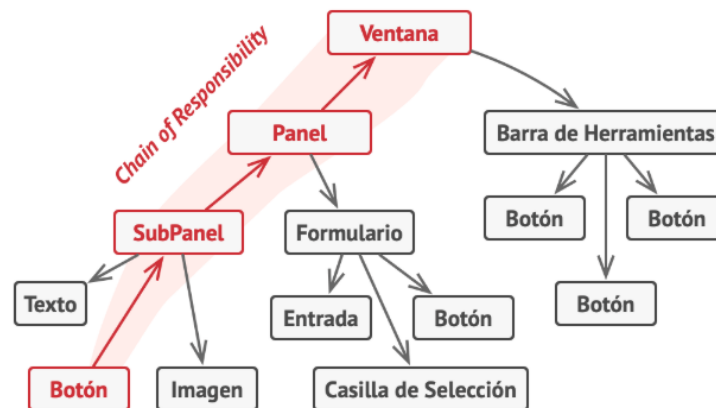 Ventana
Chain of Responsibility
Panel
Barra de Herramientas
SubPanel
Formulario
Botón
Botón
Texto
Entrada
Botón
Botón
Botón
Imagen
Casilla de Selección